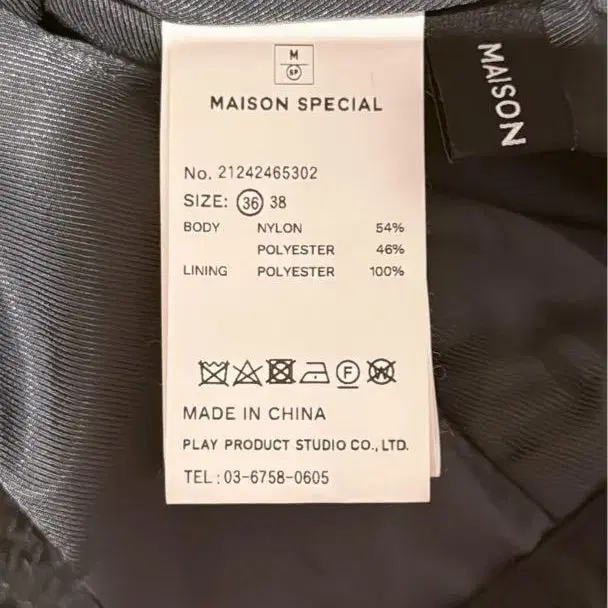 M
SP
MAISON SPECIAL
No. 21242465302
SIZE: 36 38
BODY NYLON 54%
POLYESTER 46%
LINING POLYESTER 100%
F
W
MADE IN CHINA
PLAY PRODUCT STUDIO CO., LTD.
TEL : 03-6758-0605
MAISON